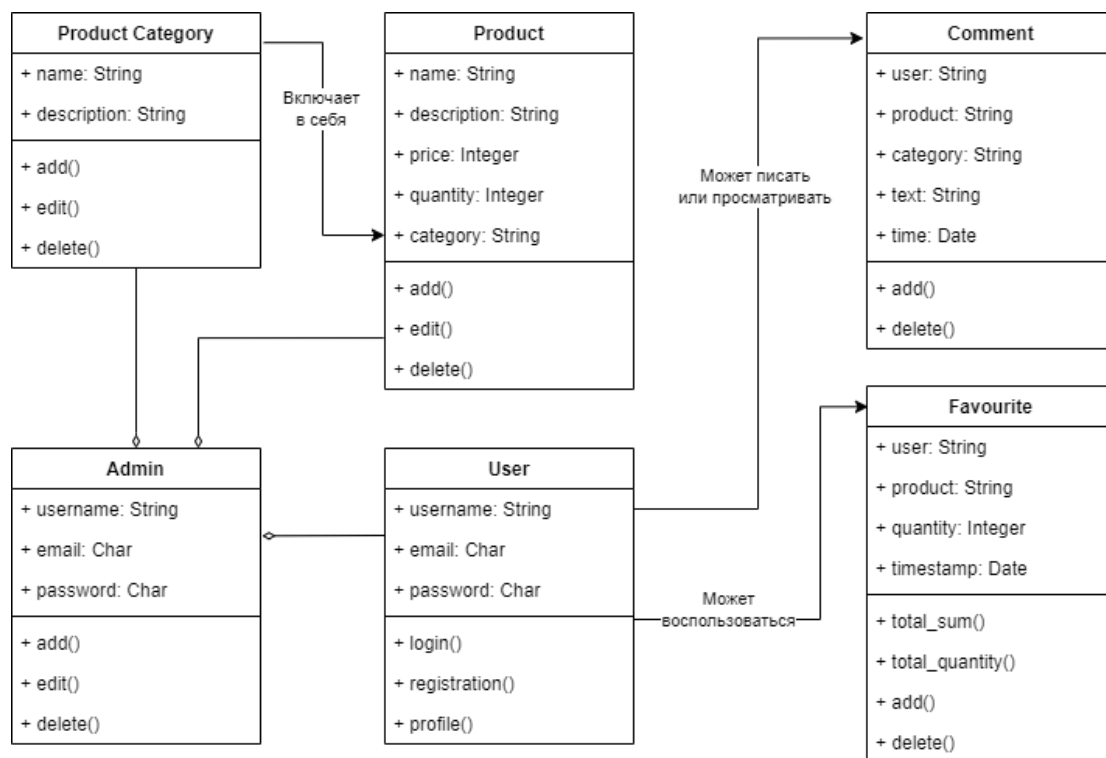 Product Category
+ name: String
+ description: String
+ add()
+ edit()
+ delete()
Включает
в себя
Product
+ name: String
+ description: String
+ price: Integer
+ quantity: Integer
+ category: String
+ add()
+ edit()
+ delete()
Может писать
или просматривать
Comment
+ user: String
+ product: String
+ category: String
+ text: String
+ time: Date
+ add()
+ delete()
Admin
+ username: String
+ email: Char
+ password: Char
+ add()
+ edit()
+ delete()
User
+ username: String
+ email: Char
+ password: Char
+ login()
+ registration()
+ profile()
Может
воспользоваться
Favourite
+ user: String
+ product: String
+ quantity: Integer
+ timestamp: Date
+ total_sum()
+ total_quantity()
+ add()
+ delete()